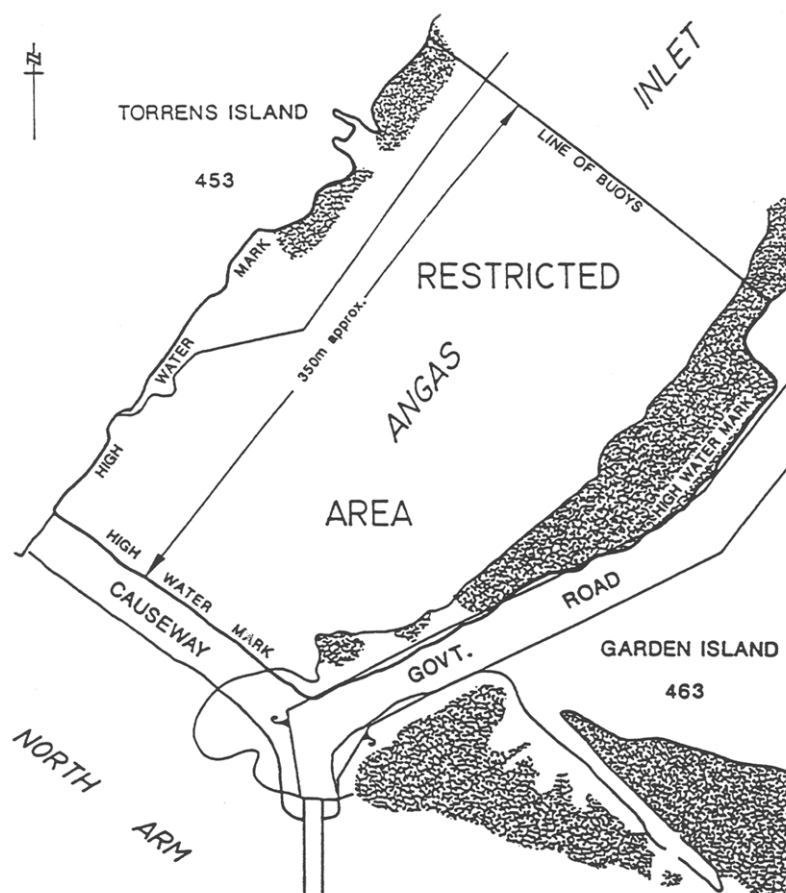 N
TORRENS ISLAND
453
INLET
LINE OF BUOYS
HIGH WATER MARK
350m approx.
RESTRICTED
AREA
ANGAS
HIGH WATER MARK
HIGH WATER MARK
CAUSEWAY
GOVT. ROAD
GARDEN ISLAND
463
NORTH ARM